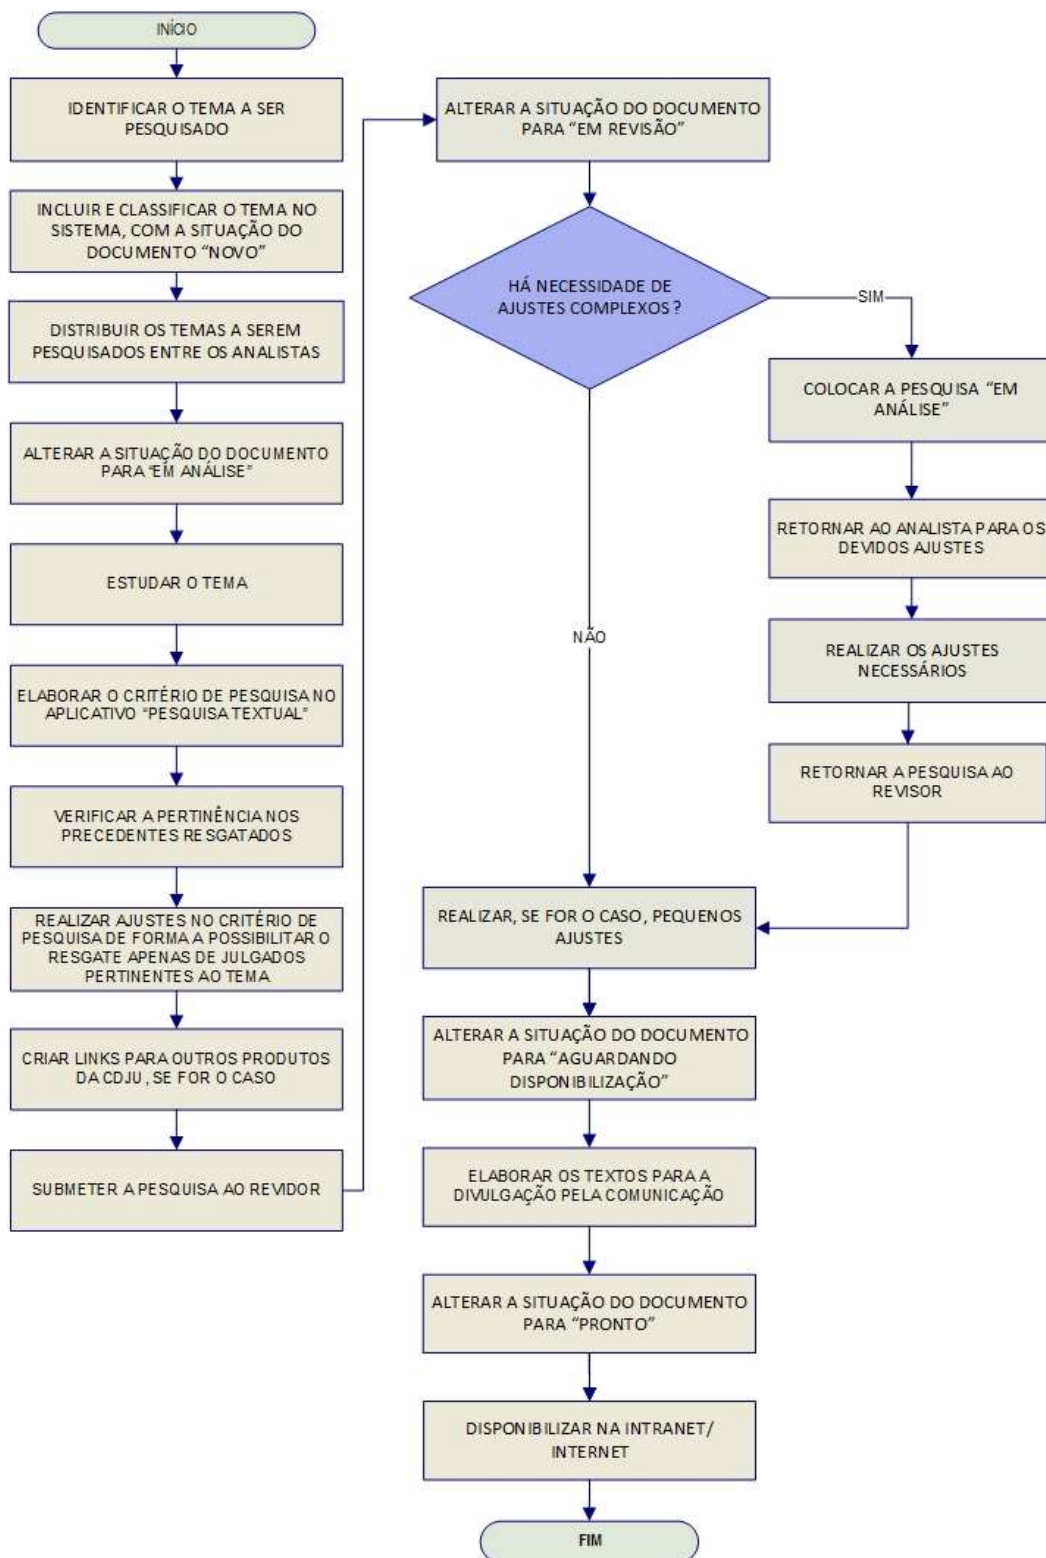 INÍCIO
IDENTIFICAR O TEMA A SER
PESQUISADO
INCLUIR E CLASSIFICAR O TEMA NO
SISTEMA, COM A SITUAÇÃO DO
DOCUMENTO “NOVO”
DISTRIBUIR OS TEMAS A SEREM
PESQUISADOS ENTRE OS ANALISTAS
ALTERAR A SITUAÇÃO DO DOCUMENTO
PARA “EM ANÁLISE”
ESTUDAR O TEMA
ELABORAR O CRITÉRIO DE PESQUISA NO
APLICATIVO “PESQUISA TEXTUAL”
VERIFICAR A PERTINÊNCIA NOS
PRECEDENTES RESGATADOS
REALIZAR AJUSTES NO CRITÉRIO DE
PESQUISA DE FORMA A POSSIBILITAR O
RESGATE APENAS DE JULGADOS
PERTINENTES AO TEMA
CRIAR LINKS PARA OUTROS PRODUTOS
DA CDJU, SE FOR O CASO
SUBMETER A PESQUISA AO REVIDOR
ALTERAR A SITUAÇÃO DO DOCUMENTO
PARA “EM REVISÃO”
HÁ NECESSIDADE DE
AJUSTES COMPLEXOS ?
SIM
COLOCAR A PESQUISA “EM
ANÁLISE”
RETORNAR AO ANALISTA PARA OS
DEVIDOS AJUSTES
REALIZAR OS AJUSTES
NECESSÁRIOS
RETORNAR A PESQUISA AO
REVISOR
NÃO
REALIZAR, SE FOR O CASO, PEQUENOS
AJUSTES
ALTERAR A SITUAÇÃO DO DOCUMENTO
PARA “AGUARDANDO
DISPONIBILIZAÇÃO”
ELABORAR OS TEXTOS PARA A
DIVULGAÇÃO PELA COMUNICAÇÃO
ALTERAR A SITUAÇÃO DO DOCUMENTO
PARA “PRONTO”
DISPONIBILIZAR NA INTRANET/
INTERNET
FIM